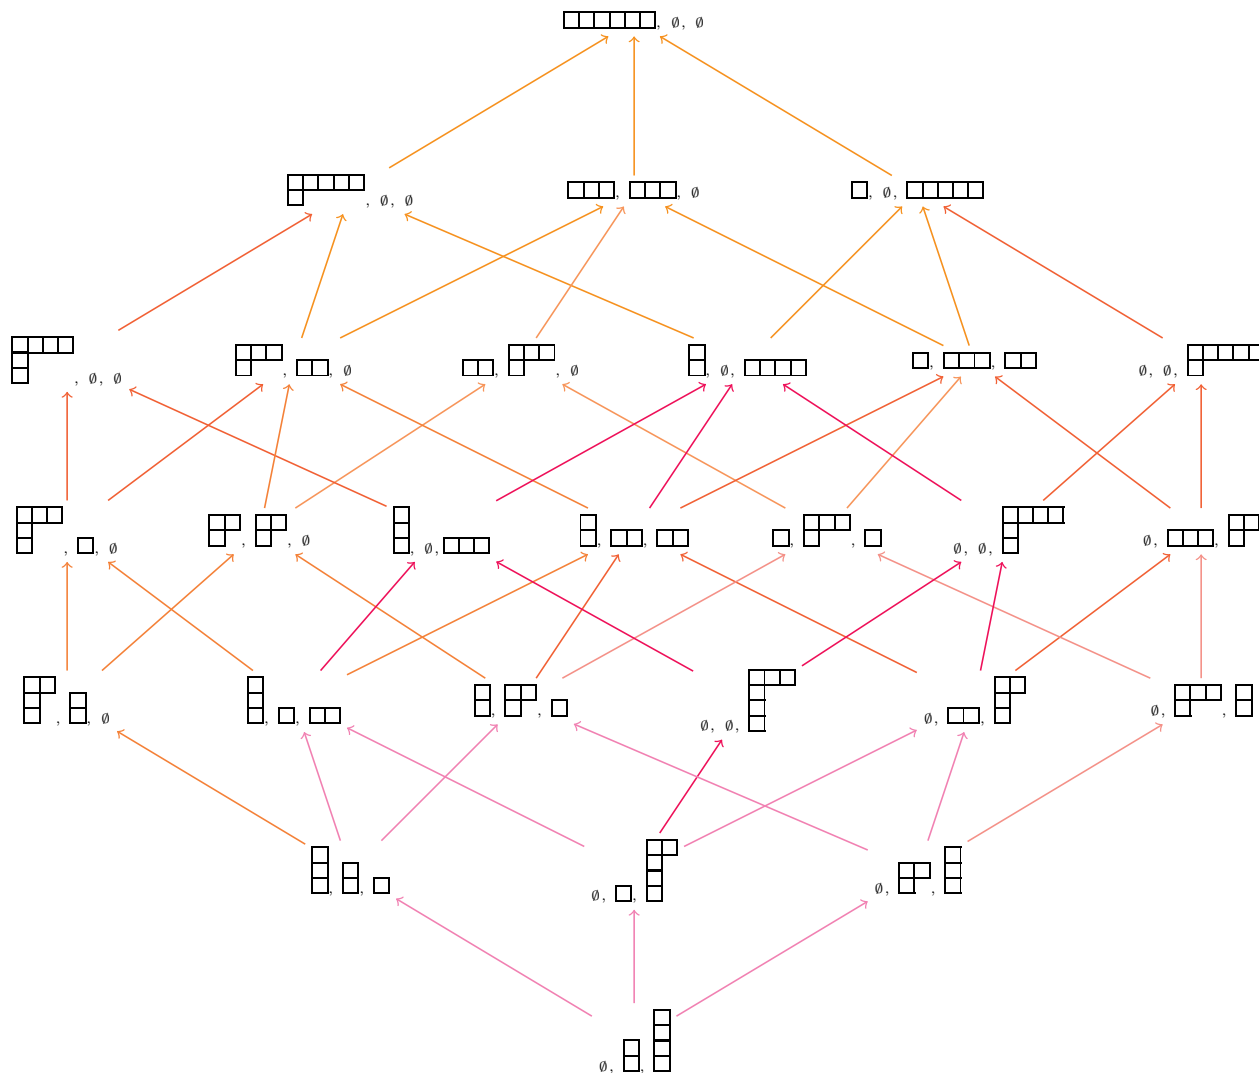 , ∅, ∅
, ∅, ∅
, , ∅
, ∅,
, ∅, ∅
, , ∅
, , ∅
, ∅,
, ,
∅, ∅,
, , ∅
, , ∅
, ∅,
, ,
, ,
∅, ∅,
∅, ,
, , ∅
, ,
, ,
∅, ∅,
∅, ,
∅, ,
, ,
∅, ,
∅, ,
∅, ,